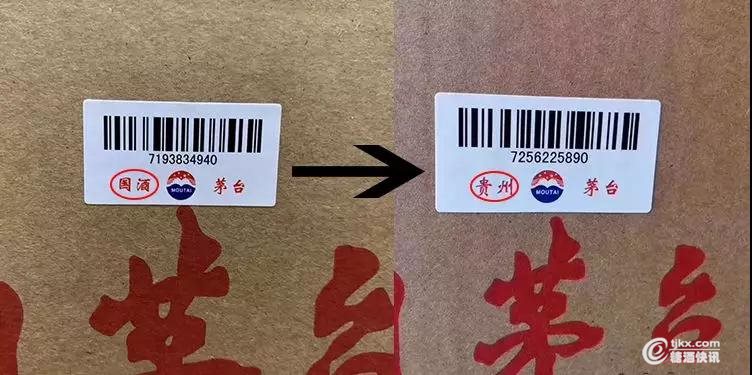 7193834940
国酒 MOUTAI 茅台
茅台
7256225890
贵州 MOUTAI 茅台
茅台
tjkx.com
糖酒快讯